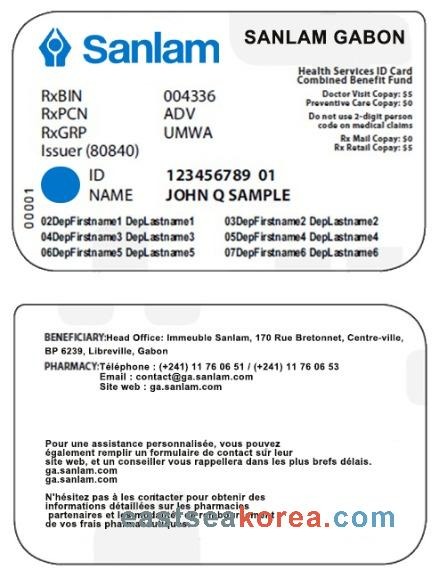 Sanlam
SANLAM GABON
Health Services ID Card
Combined Benefit Fund
RxBIN 004336
RxPCN ADV
RxGRP UMWA
Issuer (80840)
Doctor Visit Copay: $5
Preventive Care Copay: $0
Do not use 2-digit person
code on medical claims
Rx Mail Copay: $0
Rx Retail Copay: $5
00001
ID 123456789 01
NAME JOHN Q SAMPLE
02DepFirstname1 DepLastname1 03DepFirstname2 DepLastname2
04DepFirstname3 DepLastname3 05DepFirstname4 DepLastname4
06DepFirstname5 DepLastname5 07DepFirstname6 DepLastname6
BENEFICIARY:Head Office: Immeuble Sanlam, 170 Rue Bretonnet, Centre-ville,
BP 6239, Libreville, Gabon
PHARMACY:Téléphone : (+241) 11 76 06 51 / (+241) 11 76 06 53
Email : contact@ga.sanlam.com
Site web : ga.sanlam.com
Pour une assistance personnalisée, vous pouvez
également remplir un formulaire de contact sur leur
site web, et un conseiller vous rappellera dans les plus brefs délais.
ga.sanlam.com
ga.sanlam.com
N'hésitez pas à les contacter pour obtenir des
informations détaillées sur les pharmacies
partenaires et les modalités de remboursement
de vos frais pharmaceutiques.
eastseakorea.com